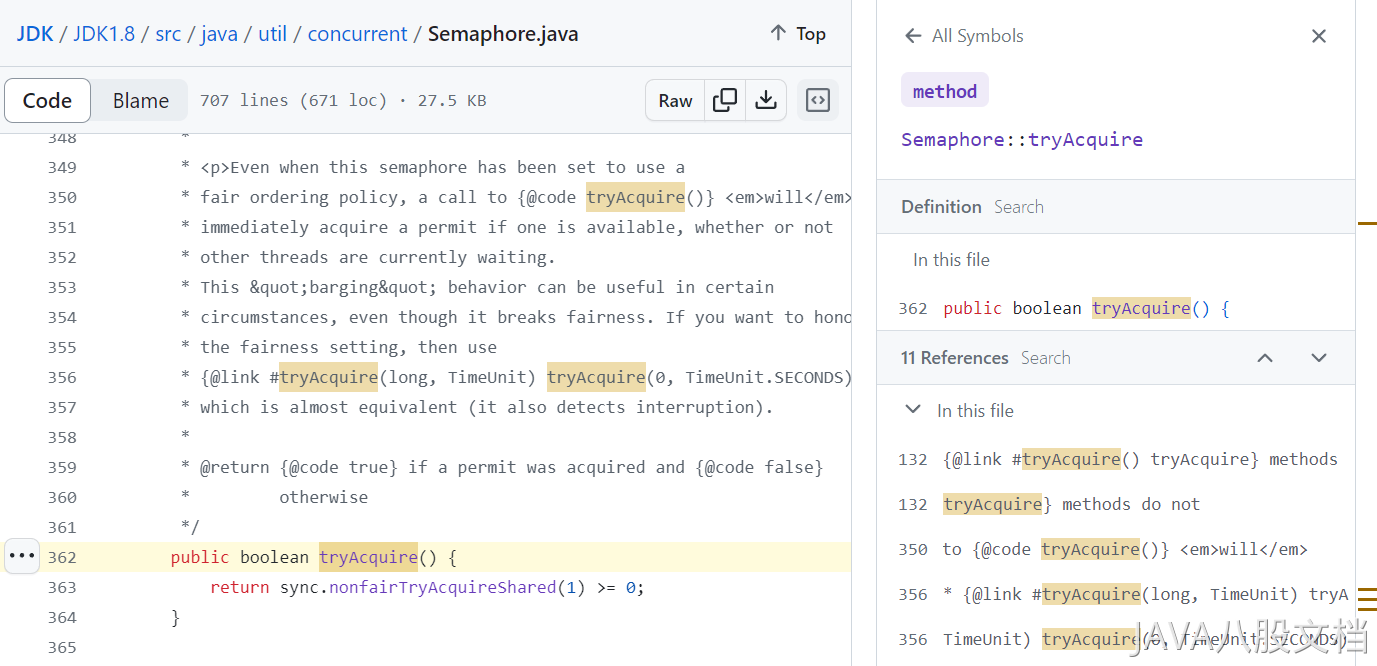 JDK / JDK1.8 / src / java / util / concurrent / Semaphore.java
Top
Code
Blame
707 lines (671 loc) · 27.5 KB
Raw
348 *
349 * <p>Even when this semaphore has been set to use a
350 * fair ordering policy, a call to {@code tryAcquire()} <em>will</em>
351 * immediately acquire a permit if one is available, whether or not
352 * other threads are currently waiting.
353 * This &quot;barging&quot; behavior can be useful in certain
354 * circumstances, even though it breaks fairness. If you want to hono
355 * the fairness setting, then use
356 * {@link #tryAcquire(long, TimeUnit) tryAcquire(0, TimeUnit.SECONDS)
357 * which is almost equivalent (it also detects interruption).
358 *
359 * @return {@code true} if a permit was acquired and {@code false}
360 *         otherwise
361 */
362 public boolean tryAcquire() {
363 return sync.nonfairTryAcquireShared(1) >= 0;
364 }
365
All Symbols
method
Semaphore::tryAcquire
Definition Search
In this file
362 public boolean tryAcquire() {
11 References Search
In this file
132 {@link #tryAcquire() tryAcquire} methods
132 tryAcquire} methods do not
350 to {@code tryAcquire()} <em>will</em>
356 * {@link #tryAcquire(long, TimeUnit) tryA
356 TimeUnit) tryAcquire(0, TimeUnit.SECONDS)
JAVA八股文档